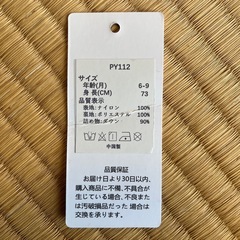 PY112
サイズ
年齢(月) 6-9
身長(CM) 73
品質表示
表地:ナイロン 100%
裏地:ポリエステル 100%
詰め物:ダウン 90%
中国製
品質保証
お届け日より30日以内、
購入商品に不備、不具合が
生じている場合、不良また
は汚破損品だった 場合は
交換を承ります。